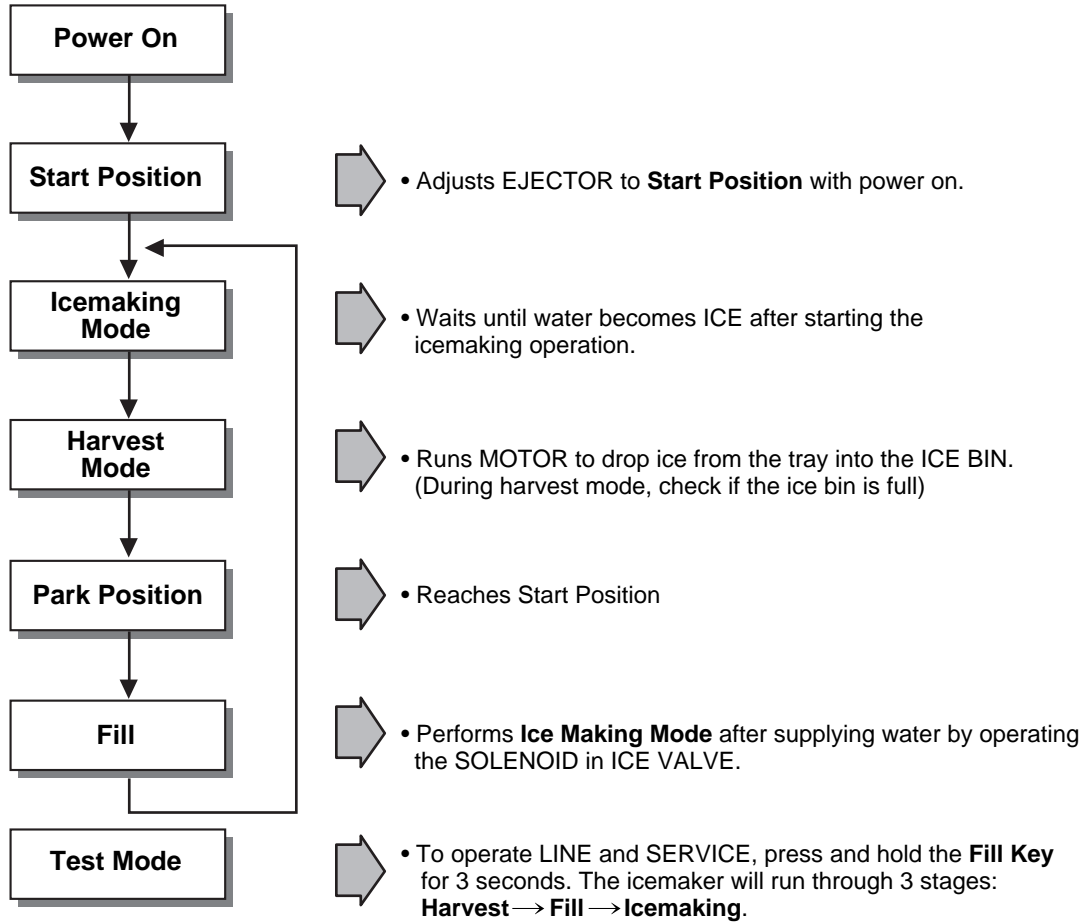 Power On
Start Position
• Adjusts EJECTOR to Start Position with power on.
Icemaking
Mode
• Waits until water becomes ICE after starting the
icemaking operation.
Harvest
Mode
• Runs MOTOR to drop ice from the tray into the ICE BIN.
(During harvest mode, check if the ice bin is full)
Park Position
• Reaches Start Position
Fill
• Performs Ice Making Mode after supplying water by operating
the SOLENOID in ICE VALVE.
Test Mode
• To operate LINE and SERVICE, press and hold the Fill Key
for 3 seconds. The icemaker will run through 3 stages:
Harvest → Fill → Icemaking.